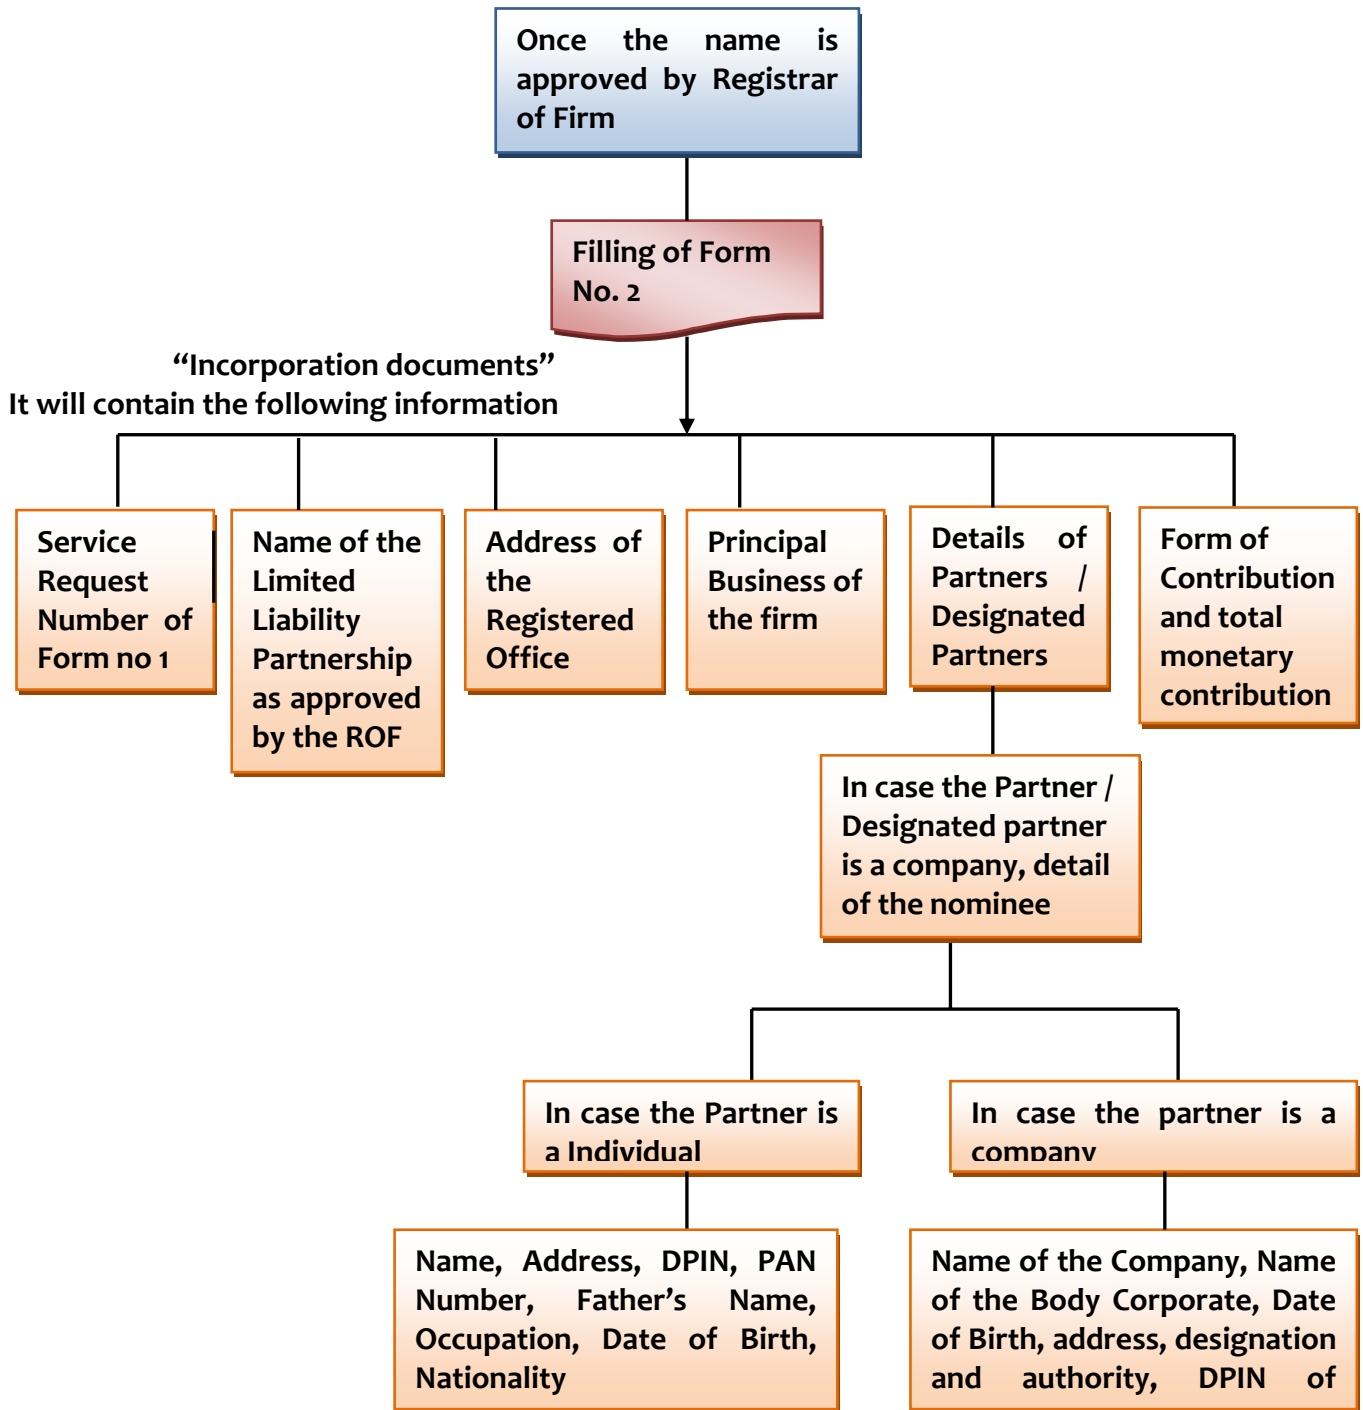 Once the name is
approved by Registrar
of Firm
Filling of Form
No. 2
“Incorporation documents”
It will contain the following information
Service
Request
Number of
Form no 1
Name of the
Limited
Liability
Partnership
as approved
by the ROF
Address of
the
Registered
Office
Principal
Business of
the firm
Details of
Partners /
Designated
Partners
Form of
Contribution
and total
monetary
contribution
In case the Partner /
Designated partner
is a company, detail
of the nominee
In case the Partner is
a Individual
In case the partner is a
company
Name, Address, DPIN, PAN
Number, Father’s Name,
Occupation, Date of Birth,
Nationality
Name of the Company, Name
of the Body Corporate, Date
of Birth, address, designation
and authority, DPIN of